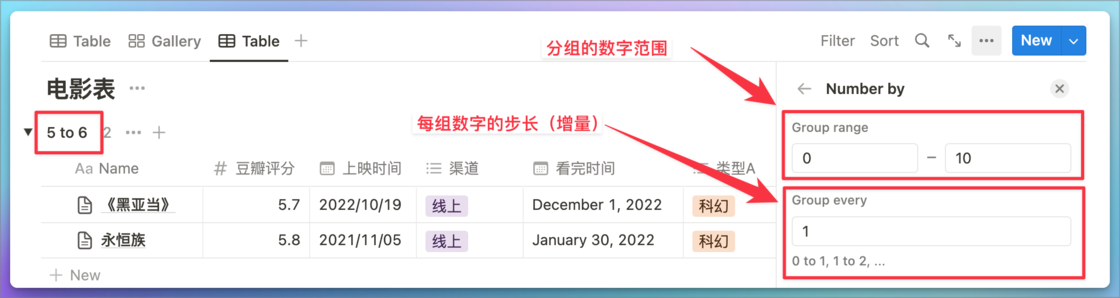 Table Gallery Table
Filter Sort New
分组的数字范围
电影表
Number by
每组数字的步长（增量）
5 to 6 2
Group range
0 – 10
Aa Name # 豆瓣评分 上映时间 渠道 看完时间 类型A
Group every
《黑亚当》 5.7 2022/10/19 线上 December 1, 2022 科幻
1
永恒族 5.8 2021/11/05 线上 January 30, 2022 科幻
0 to 1, 1 to 2, ...
+ New